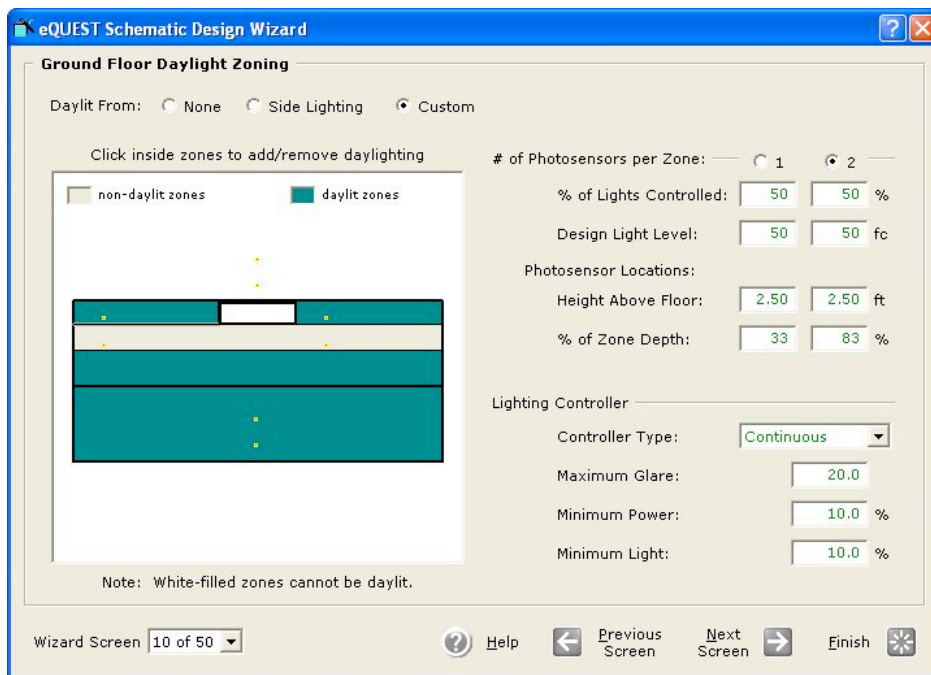 eQUEST Schematic Design Wizard
Ground Floor Daylight Zoning
Daylit From: None Side Lighting Custom
Click inside zones to add/remove daylighting
non-daylit zones daylit zones
Note: White-filled zones cannot be daylit.
# of Photosensors per Zone: 1 2
% of Lights Controlled: 50 50 %
Design Light Level: 50 50 fc
Photosensor Locations:
Height Above Floor: 2.50 2.50 ft
% of Zone Depth: 33 83 %
Lighting Controller
Controller Type: Continuous
Maximum Glare: 20.0
Minimum Power: 10.0 %
Minimum Light: 10.0 %
Wizard Screen 10 of 50 ? Help Previous Screen Next Screen Finish